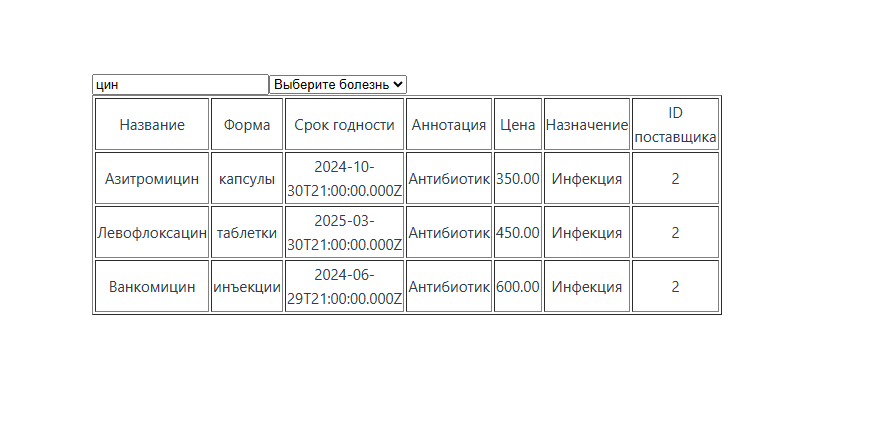 цин Выберите болезнь
Название Форма Срок годности Аннотация Цена Назначение ID поставщика
Азитромицин капсулы 2024-10-30T21:00:00.000Z Антибиотик 350.00 Инфекция 2
Левофлоксацин таблетки 2025-03-30T21:00:00.000Z Антибиотик 450.00 Инфекция 2
Ванкомицин инъекции 2024-06-29T21:00:00.000Z Антибиотик 600.00 Инфекция 2